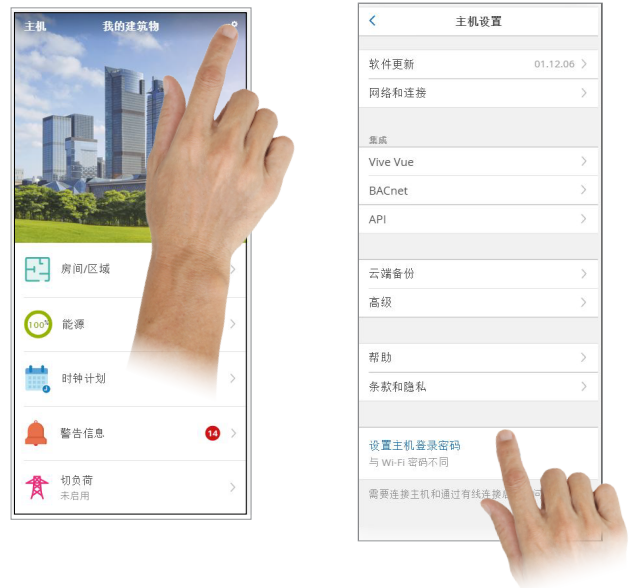 主机
我的建筑物
房间/区域
100%
能源
时钟计划
警告信息
14
切负荷
未启用
主机设置
软件更新
01.12.06
网络和连接
集成
Vive Vue
BACnet
API
云端备份
高级
帮助
条款和隐私
设置主机登录密码
与 Wi-Fi 密码不同
需要连接主机和通过有线连接